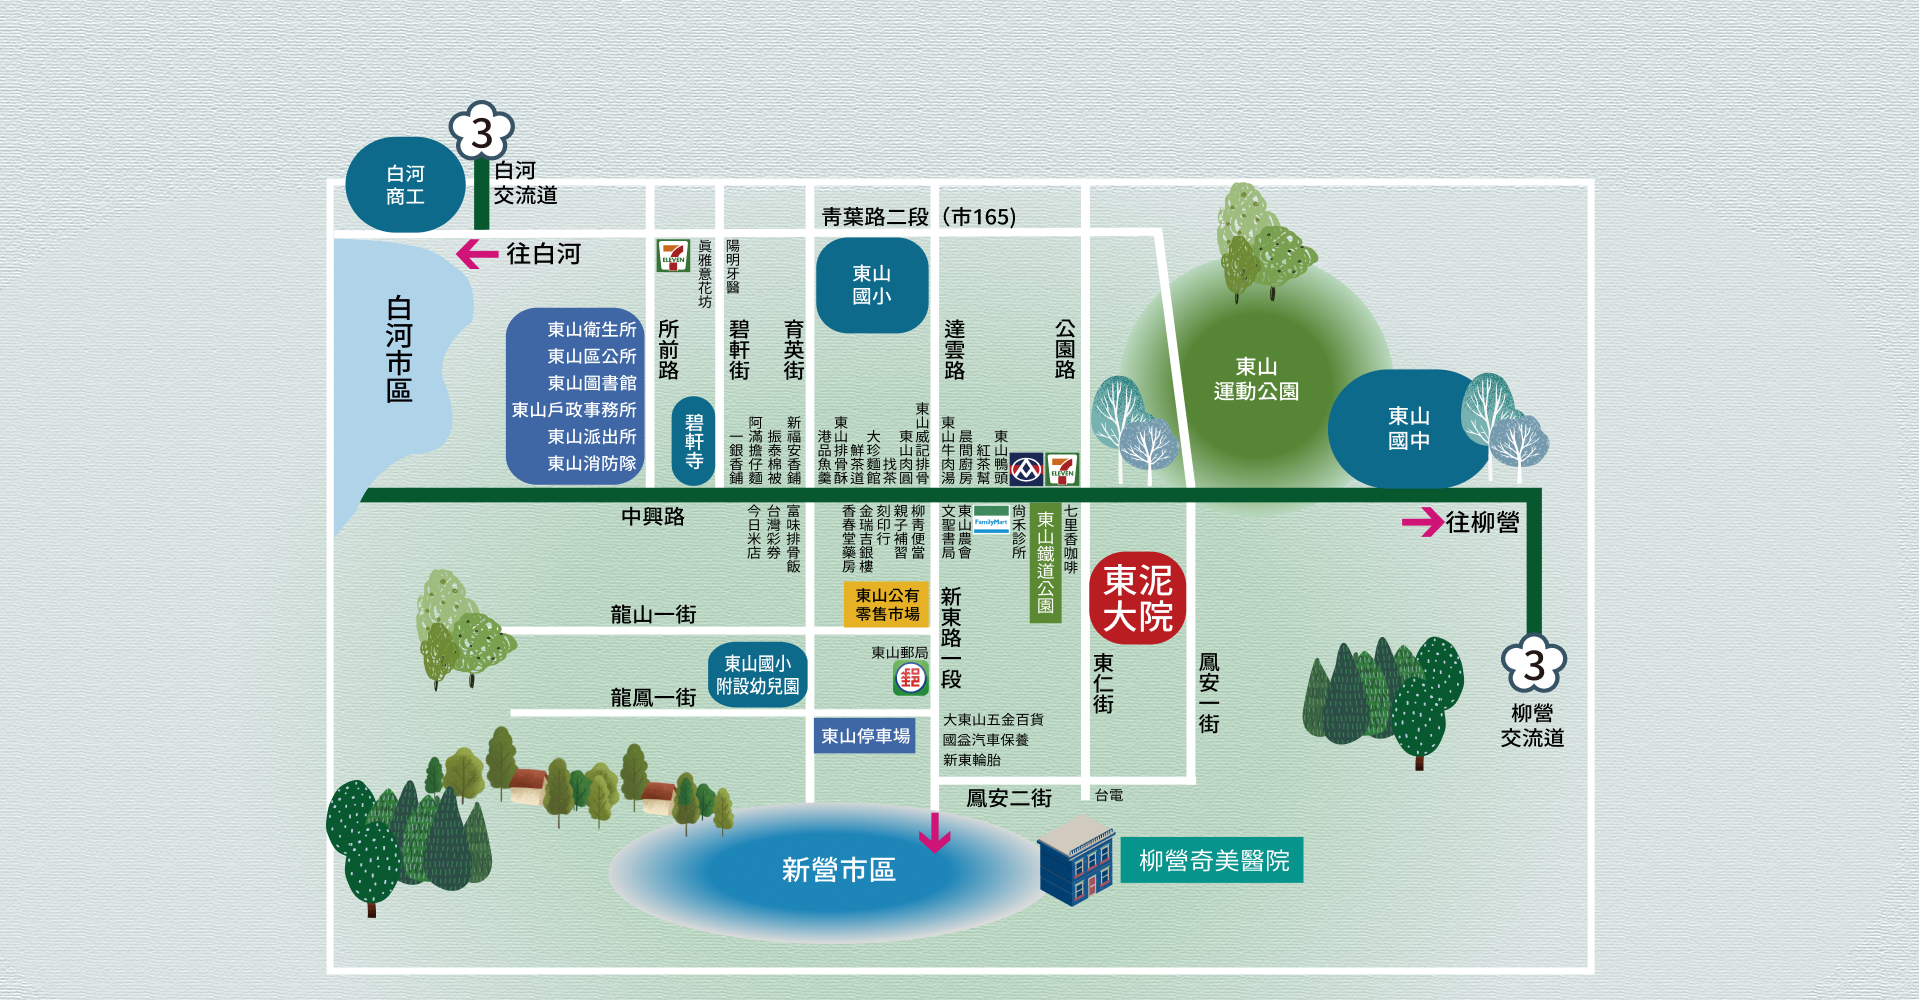 3
白河
交流道
白河
商工
往白河
青葉路二段（市165)
7
ELEVEN
眞雅意花坊
陽明牙醫
東山
國小
白河市區
東山衛生所
東山區公所
東山圖書館
東山戶政事務所
東山派出所
東山消防隊
所前路
碧軒街
育英街
達雲路
公園路
東山
運動公園
東山
國中
碧軒寺
一銀香鋪
阿滿擔仔麵
振泰棉被
新福安香鋪
港品魚羹
東山排骨酥
鮮茶道
大珍麵館
找茶
東山肉圓
東山威記排骨
東山牛肉湯
晨間廚房
紅茶幫
東山鴨頭
7
ELEVEN
中興路
往柳營
今日米店
台灣彩券
富味排骨飯
香春堂藥房
金瑞吉銀樓
刻印行
親子補習
柳青便當
文聖書局
東山農會
FamilyMart
尚禾診所
東山鐵道公園
七里香咖啡
東泥
大院
東山公有
零售市場
新東路一段
龍山一街
東山郵局
東山國小
附設幼兒園
龍鳳一街
東仁街
鳳安一街
3
柳營
交流道
東山停車場
大東山五金百貨
國益汽車保養
新東輪胎
鳳安二街
台電
新營市區
柳營奇美醫院